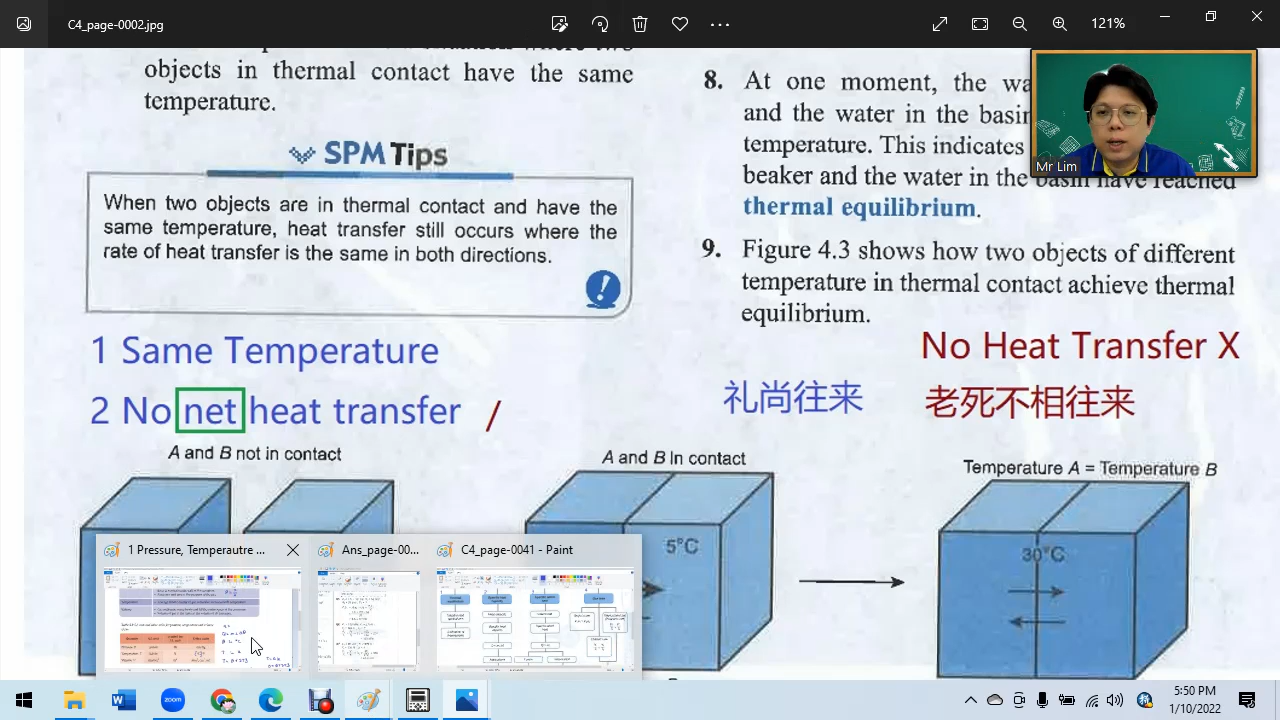 C4_page-0002.jpg
121%
objects in thermal contact have the same
temperature.
SPM Tips
When two objects are in thermal contact and have the
same temperature, heat transfer still occurs where the
rate of heat transfer is the same in both directions.
1 Same Temperature
2 No net heat transfer /
8. At one moment, the wa
and the water in the basin
temperature. This indicates
beaker and the water in the basin have reached
thermal equilibrium.
9. Figure 4.3 shows how two objects of different
temperature in thermal contact achieve thermal
equilibrium.
Mr Lim
No Heat Transfer X
礼尚往来
老死不相往来
A and B not in contact
A and B in contact
Temperature A = Temperature B
5°C
30°C
1 Pressure, Temperautre ...
Ans_page-00...
C4_page-0041 - Paint
zoom
5:50 PM
1/10/2022